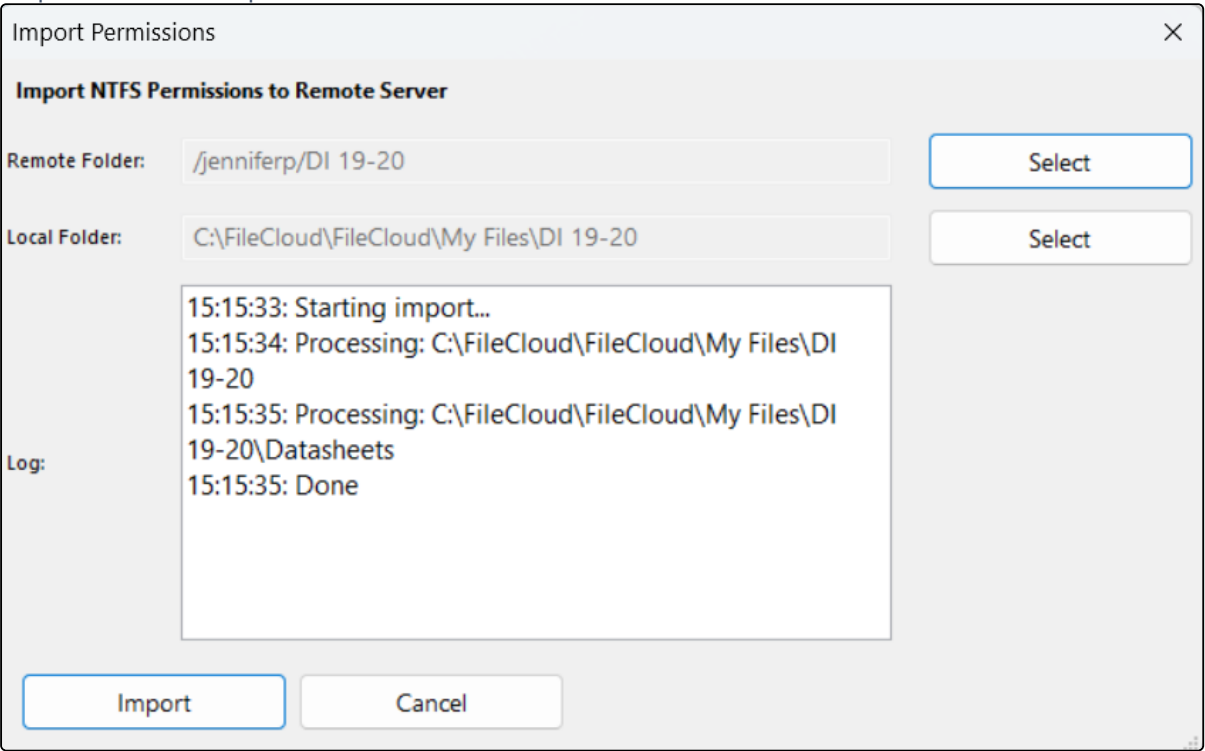 Import Permissions
Import NTFS Permissions to Remote Server
Remote Folder: /jenniferp/DI 19-20 Select
Local Folder: C:\FileCloud\FileCloud\My Files\DI 19-20 Select
Log:
15:15:33: Starting import...
15:15:34: Processing: C:\FileCloud\FileCloud\My Files\DI
19-20
15:15:35: Processing: C:\FileCloud\FileCloud\My Files\DI
19-20\Datasheets
15:15:35: Done
Import Cancel